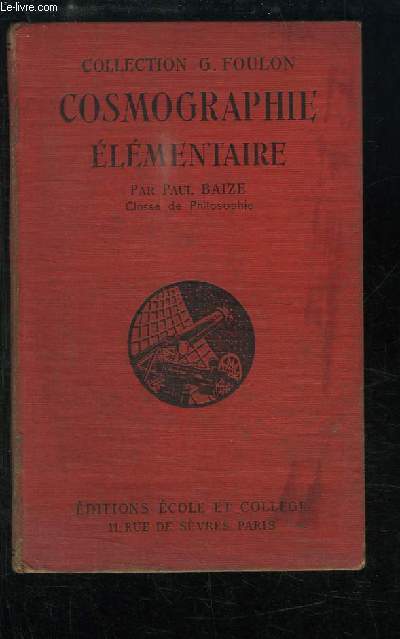 Le-livre.com
COLLECTION G. FOULON
COSMOGRAPHIE
ÉLÉMENTAIRE
PAR PAUL BAIZE
Classe de Philosophie
ÉDITIONS ÉCOLE ET COLLÈGE
11, RUE DE SÈVRES, PARIS